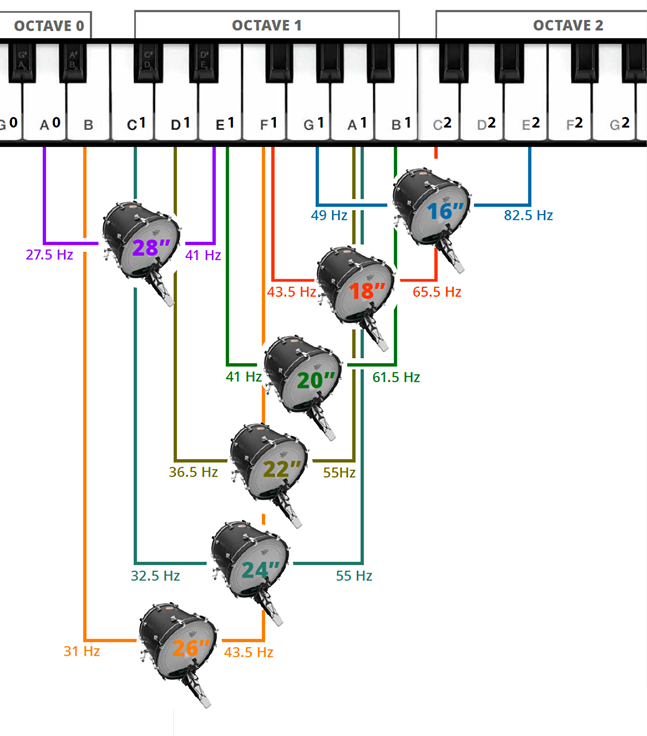 OCTAVE 0
OCTAVE 1
OCTAVE 2
G# A♭
A# B♭
C# D♭
D# E♭
G0 A0 B C1 D1 E1 F1 G1 A1 B1 C2 D2 E2 F2 G2
16”
49 Hz 82.5 Hz
28”
27.5 Hz 41 Hz
18”
43.5 Hz 65.5 Hz
20”
41 Hz 61.5 Hz
22”
36.5 Hz 55Hz
24”
32.5 Hz 55 Hz
26”
31 Hz 43.5 Hz